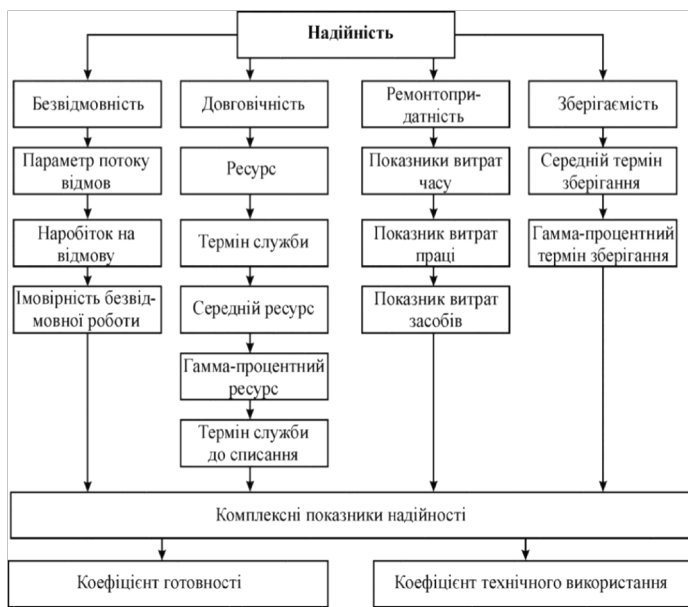 Надійність
Безвідмовність
Довговічність
Ремонтопри-
датність
Зберігаємість
Параметр потоку
відмов
Ресурс
Показники витрат
часу
Середній термін
зберігання
Наробіток на
відмову
Термін служби
Показник витрат
праці
Гамма-процентний
термін зберігання
Імовірність безвід-
мовної роботи
Середній ресурс
Показник витрат
засобів
Гамма-процентний
ресурс
Термін служби
до списання
Комплексні показники надійності
Коефіцієнт готовності
Коефіцієнт технічного використання